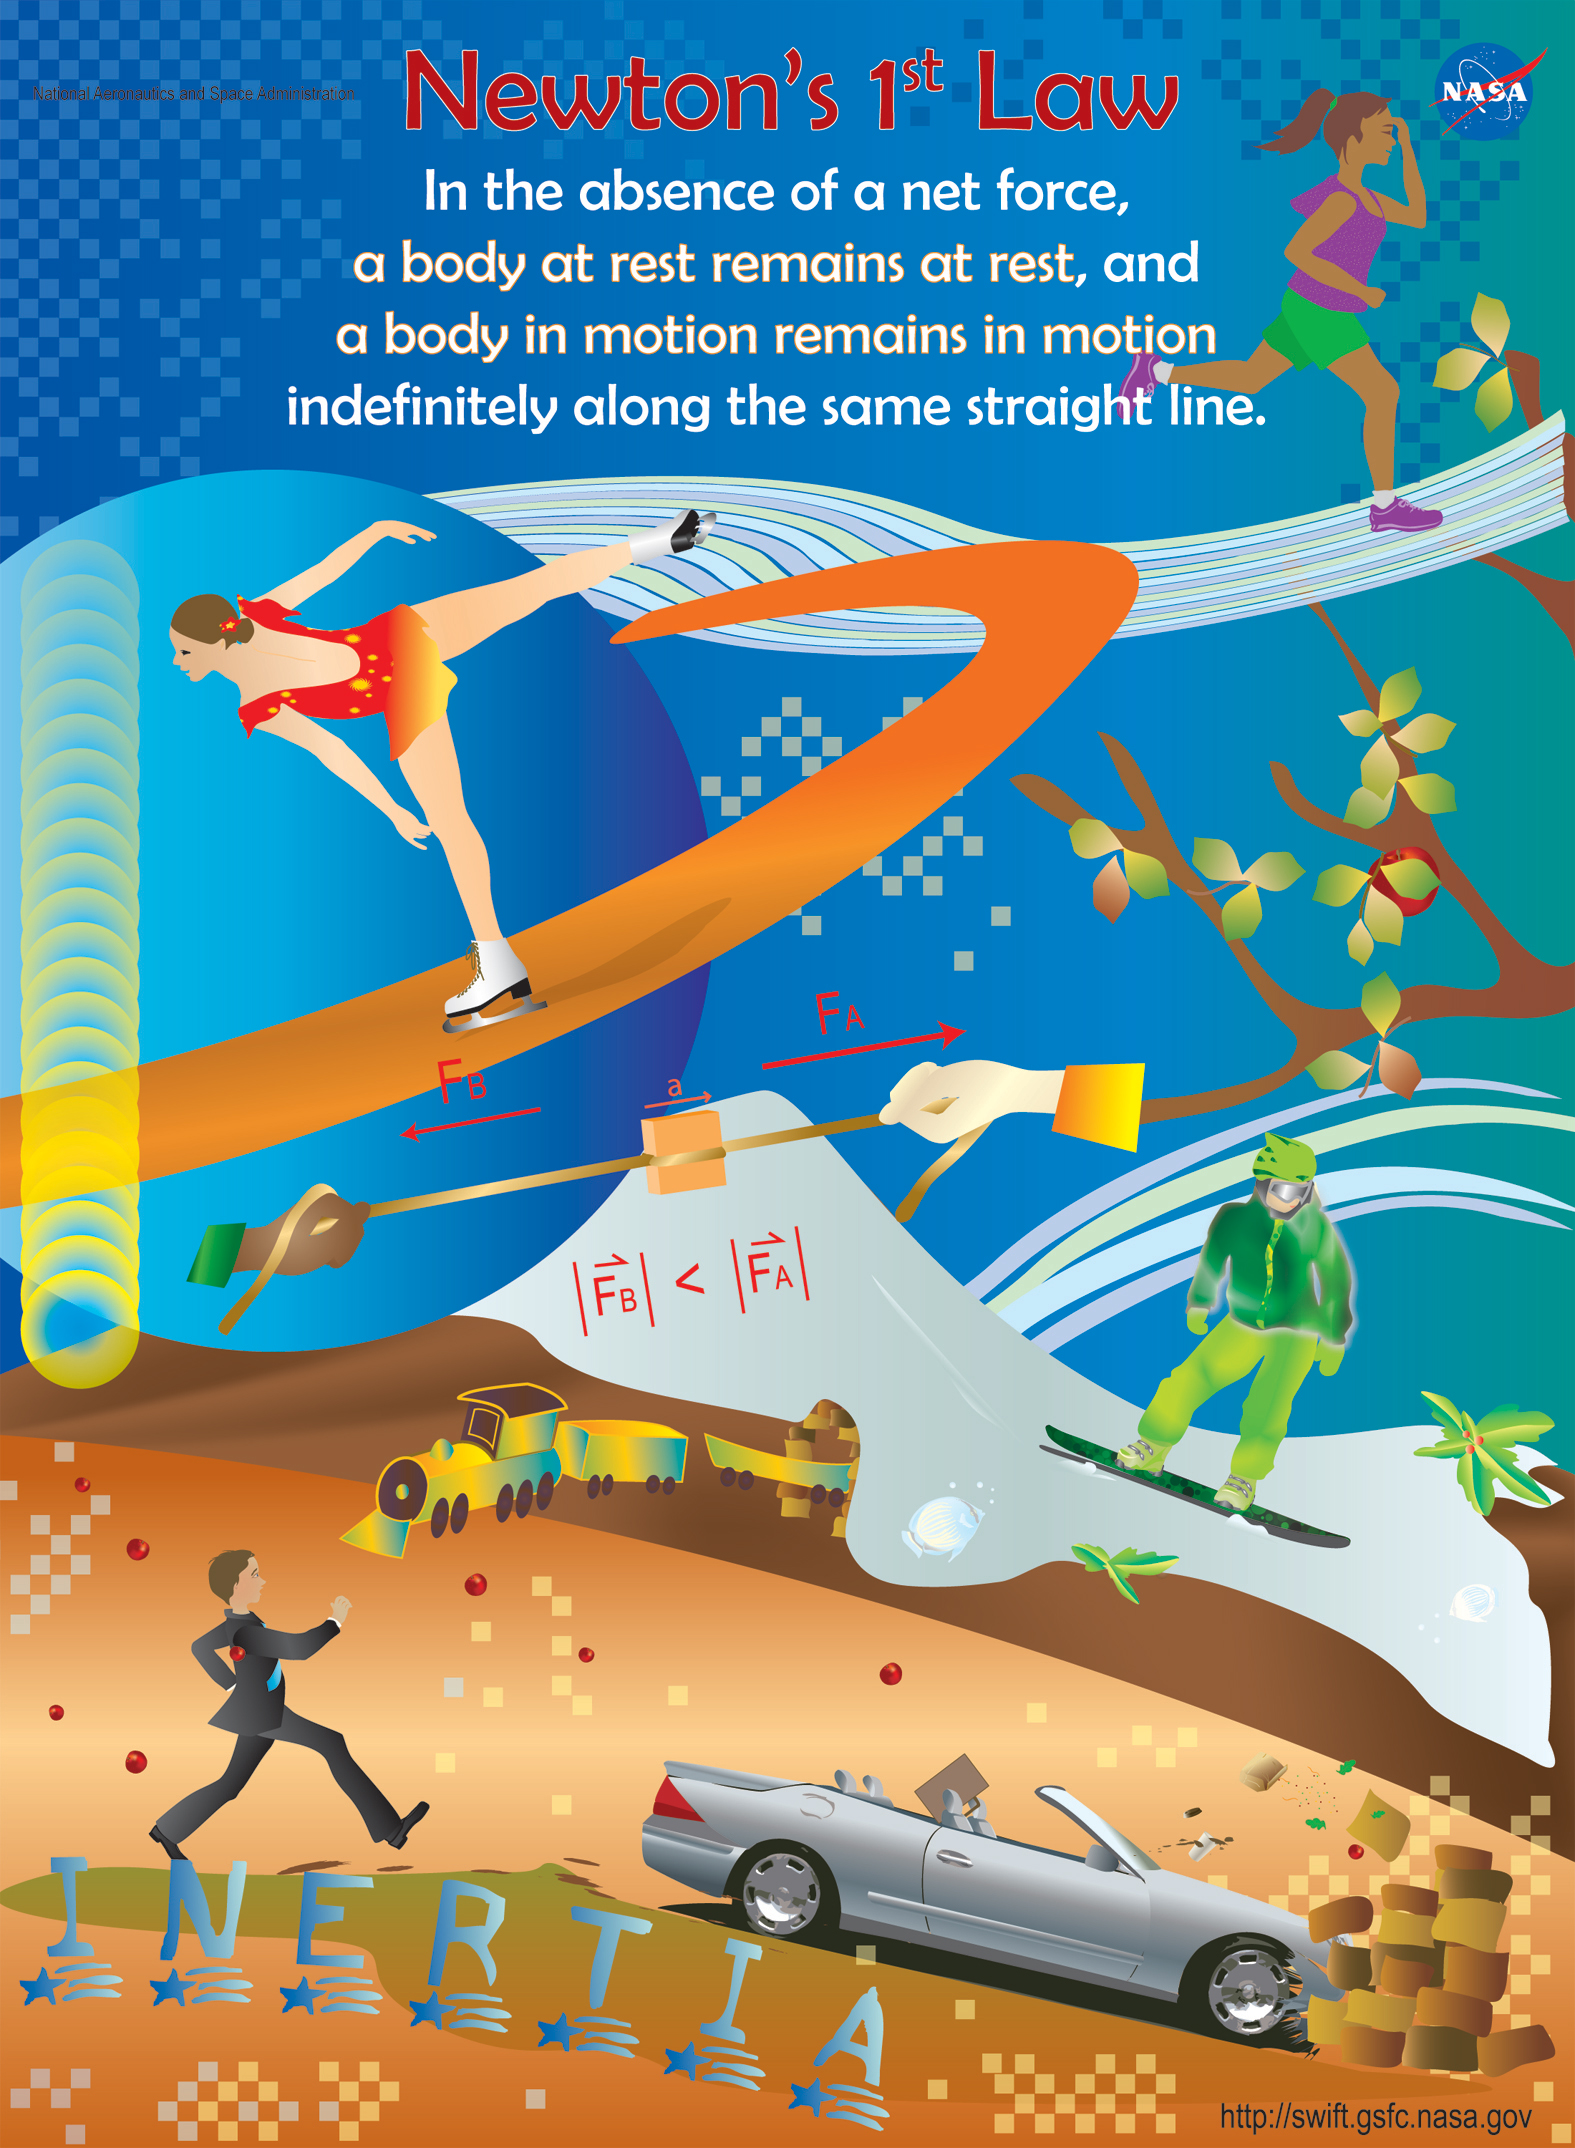 National Aeronautics and Space Administration
Newton's 1st Law
NASA
In the absence of a net force,
a body at rest remains at rest, and
a body in motion remains in motion
indefinitely along the same straight line.
FA
FB
a
|F⃗B| < |F⃗A|
INERTIA
http://swift.gsfc.nasa.gov